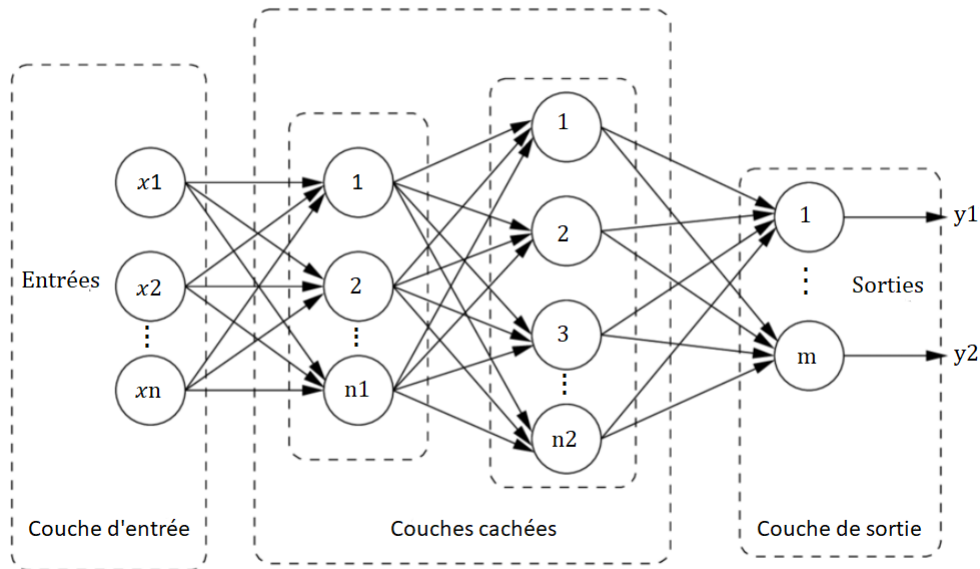 Entrées
x1
x2
⋮
xn
Couche d'entrée
1
2
⋮
n1
1
2
3
⋮
n2
Couches cachées
1
⋮
m
Sorties
y1
y2
Couche de sortie